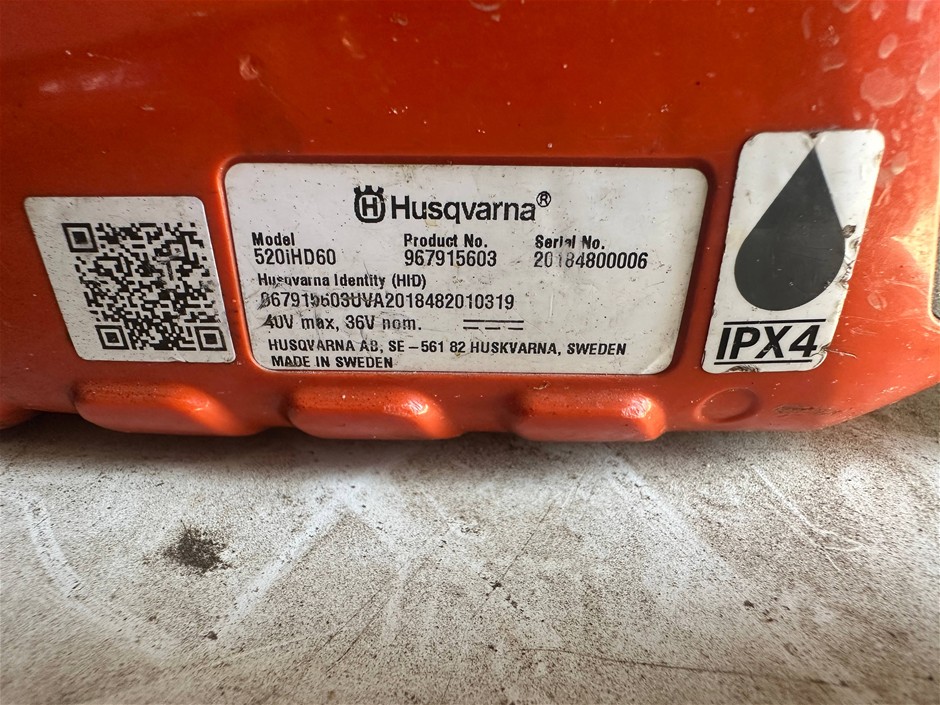 Husqvarna®
Model Product No. Serial No.
520iHD60 967915603 20184800006
Husqvarna Identity (HID)
967915603UVA2018482010319
40V max, 36V nom.
HUSQVARNA AB, SE-561 82 HUSKVARNA, SWEDEN
MADE IN SWEDEN
IPX4